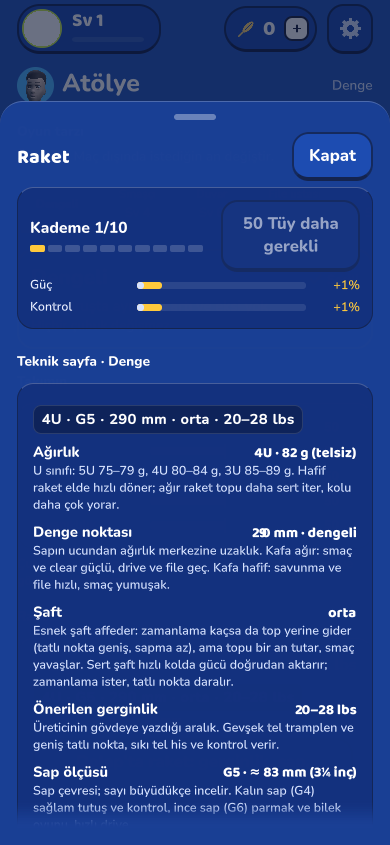 Sv 1
0
+
Atölye
Denge
Raket
Kapat
Kademe 1/10
50 Tüy daha
gerekli
Güç
+1%
Kontrol
+1%
Teknik sayfa · Denge
4U · G5 · 290 mm · orta · 20–28 lbs
Ağırlık
4U · 82 g (telsiz)
U sınıfı: 5U 75–79 g, 4U 80–84 g, 3U 85–89 g. Hafif
raket elde hızlı döner; ağır raket topu daha sert iter, kolu
daha çok yorar.
Denge noktası
290 mm · dengeli
Sapın ucundan ağırlık merkezine uzaklık. Kafa ağır: smaç
ve clear güçlü, drive ve file geç. Kafa hafif: savunma ve
file hızlı, smaç yumuşak.
Şaft
orta
Esnek şaft affeder: zamanlama kaçsa da top yerine gider
(tatlı nokta geniş, sapma az), ama topu bir an tutar, smaç
yavaşlar. Sert şaft hızlı kolda gücü doğrudan aktarır;
zamanlama ister, tatlı nokta daralır.
Önerilen gerginlik
20–28 lbs
Üreticinin gövdeye yazdığı aralık. Gevşek tel tramplen ve
geniş tatlı nokta, sıkı tel his ve kontrol verir.
Sap ölçüsü
G5 · ≈ 83 mm (3¼ inç)
Sap çevresi; sayı büyüdükçe incelir. Kalın sap (G4)
sağlam tutuş ve kontrol, ince sap (G6) parmak ve bilek